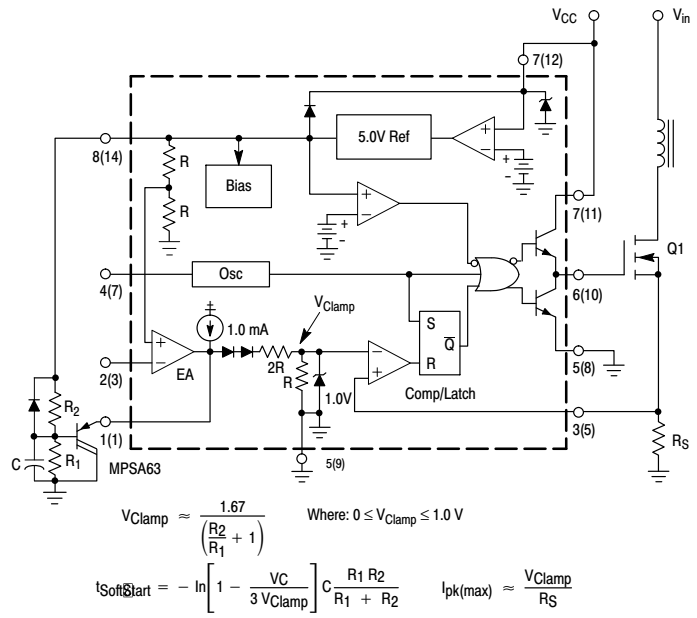 VCC
Vin
7(12)
5.0V Ref
+
−
+
-
8(14)
R
Bias
R
+
−
+
-
7(11)
Q1
4(7)
Osc
6(10)
VClamp
S
Q
R
1.0 mA
+
−
EA
2R
R
1.0V
−
+
Comp/Latch
5(8)
2(3)
R2
1(1)
3(5)
C
R1
MPSA63
5(9)
RS
VClamp ≈ 1.67 / (R2/R1 + 1) Where: 0 ≤ VClamp ≤ 1.0 V
tSoftStart = − In[1 − VC / 3 VClamp] C R1 R2 / R1 + R2 Ipk(max) ≈ VClamp / RS